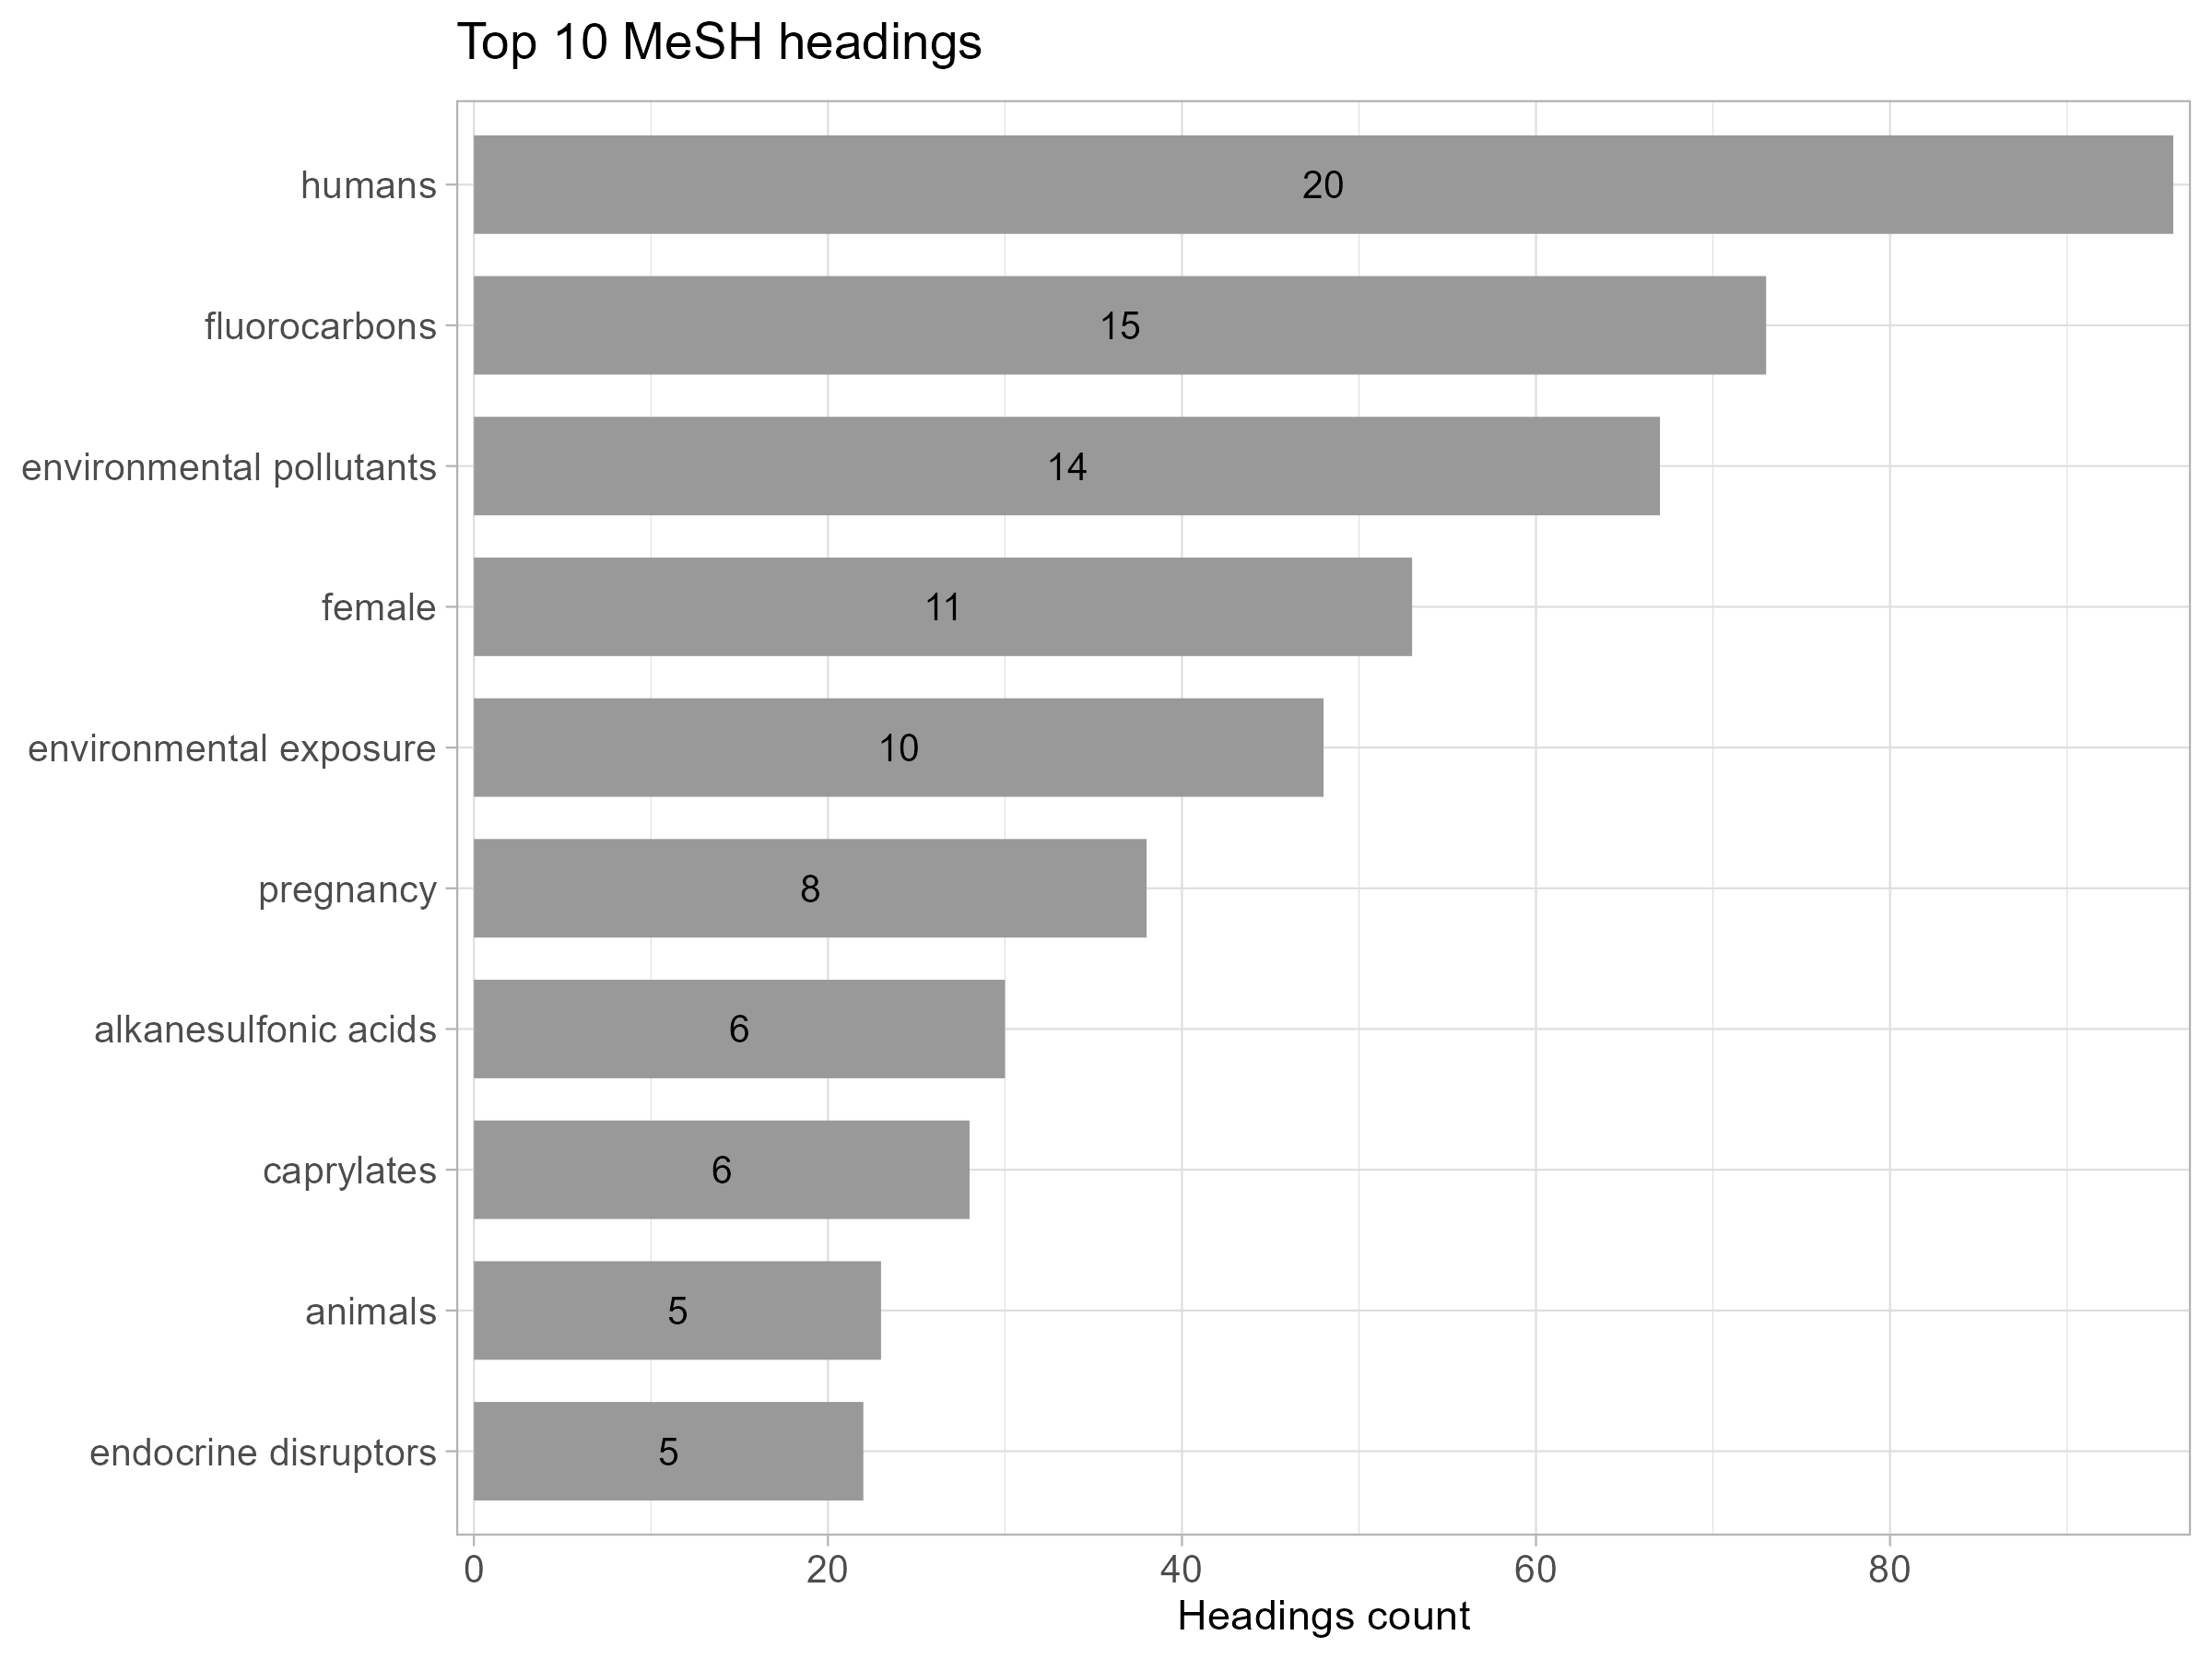 Top 10 MeSH headings
humans
20
fluorocarbons
15
environmental pollutants
14
female
11
environmental exposure
10
pregnancy
8
alkanesulfonic acids
6
caprylates
6
animals
5
endocrine disruptors
5
0 20 40 60 80
Headings count